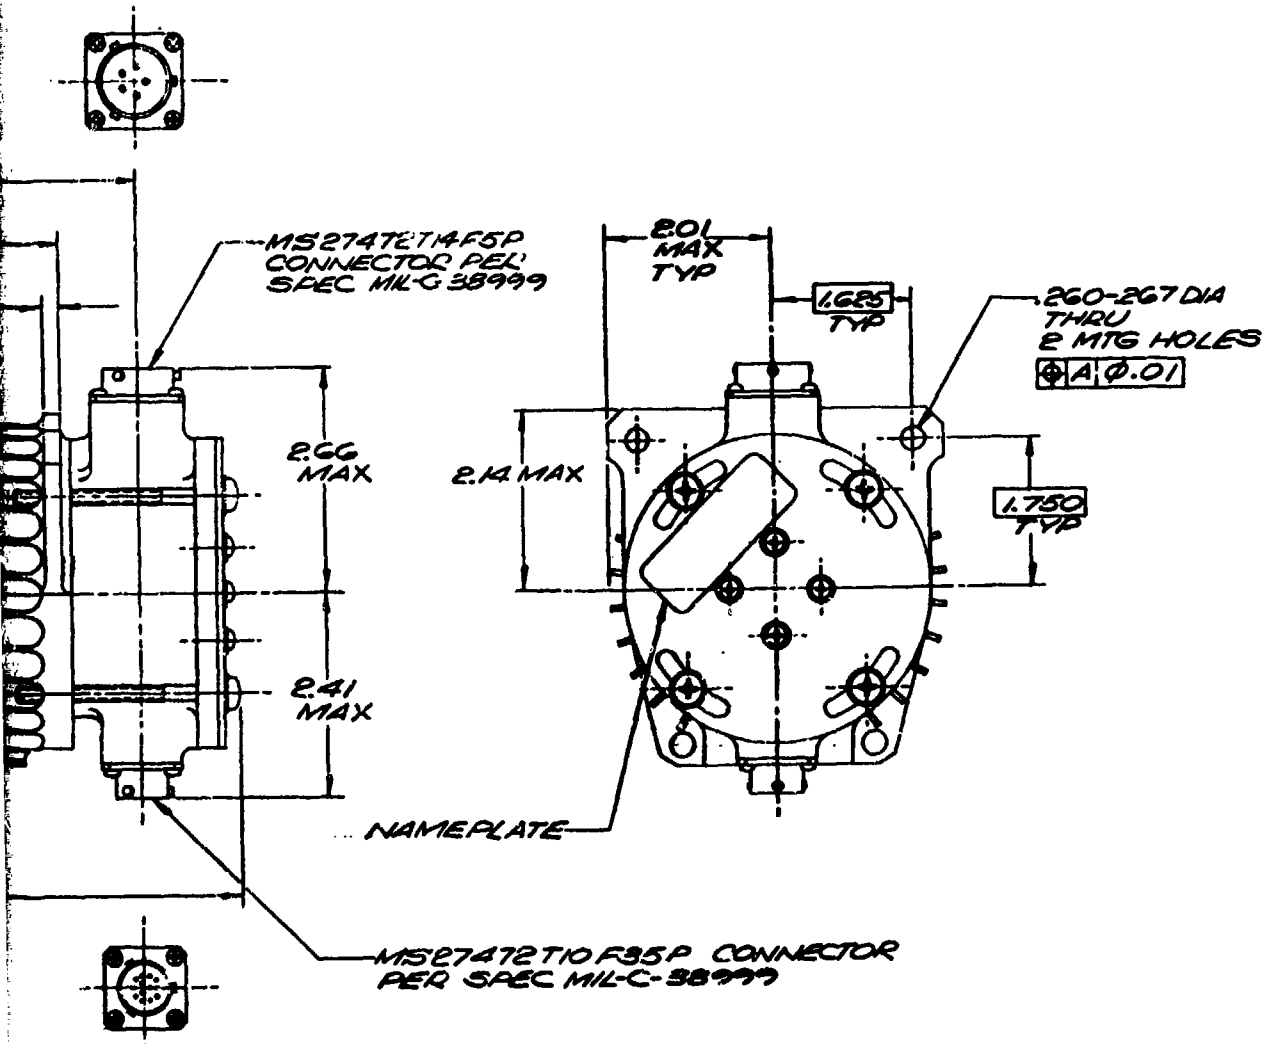 MS27472T14F5P
CONNECTOR PER
SPEC MIL-C 38999
2.01
MAX
TYP
1.625
TYP
.260-.267 DIA
THRU
2 MTG HOLES
⌖ A ⌀.01
2.66
MAX
2.14 MAX
1.750
TYP
2.41
MAX
NAMEPLATE
MS27472T10F35P CONNECTOR
PER SPEC MIL-C-38999